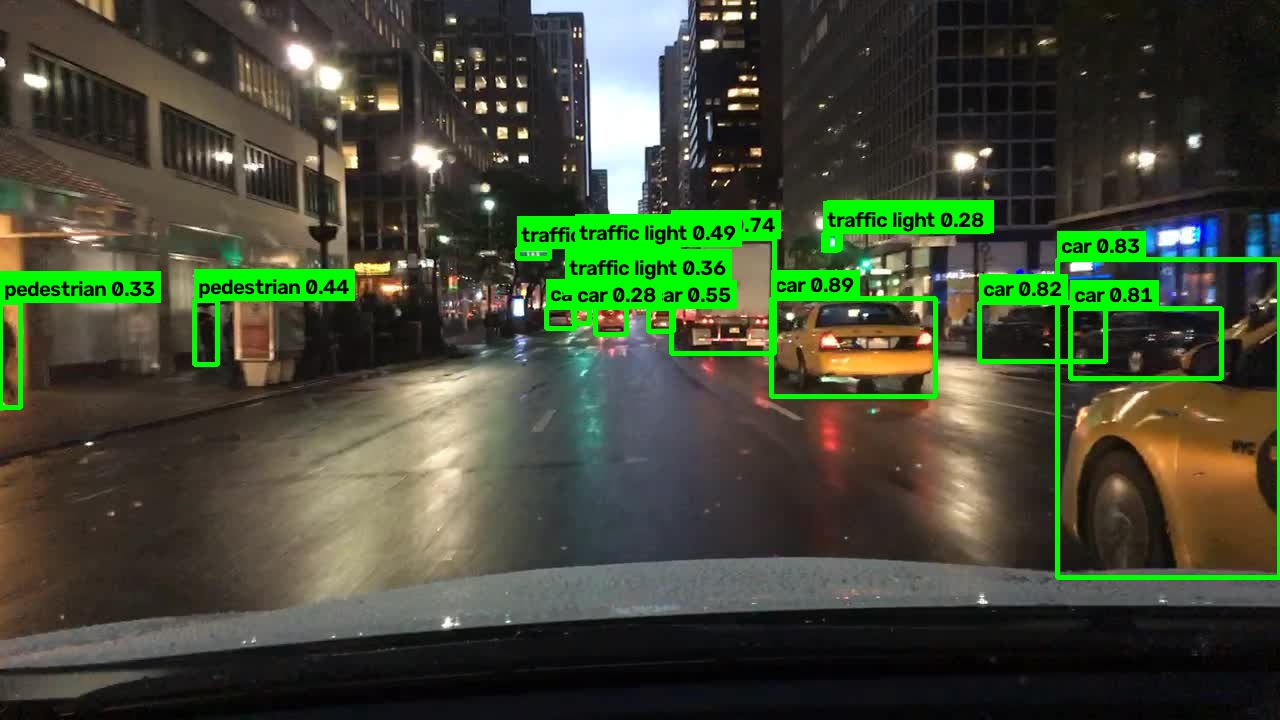 traffic light 0.28
traffic
traffic light 0.49
0.74
car 0.83
traffic light 0.36
pedestrian 0.33
pedestrian 0.44
car 0.28
car 0.55
car 0.89
car 0.82
car 0.81
NYC